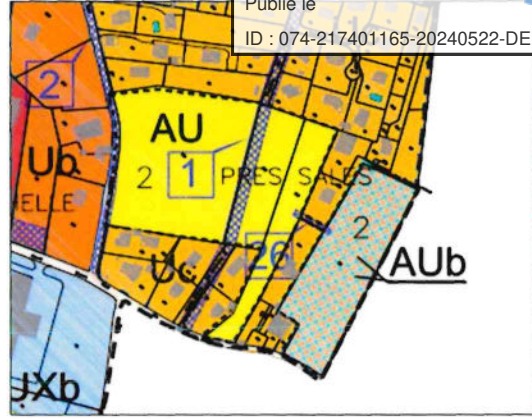 Publié le
ID : 074-217401165-20240522-DE
2
AU
Ub
2
1
PRES SALES
ELLE
2
26
AUb
Uc
UXb